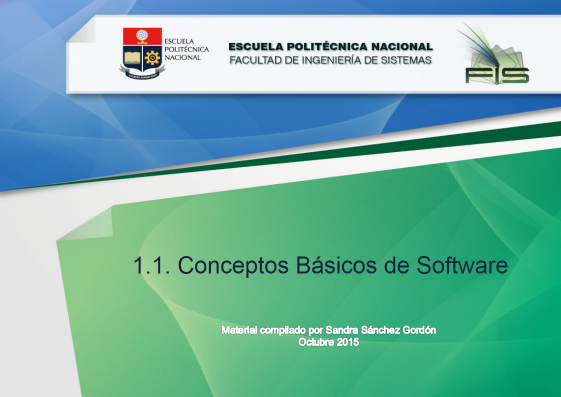 ESCUELA
POLITÉCNICA
NACIONAL
ESCUELA POLITÉCNICA NACIONAL
FACULTAD DE INGENIERÍA DE SISTEMAS
FIS
1.1. Conceptos Básicos de Software
Material compilado por Sandra Sánchez Gordón
Octubre 2015